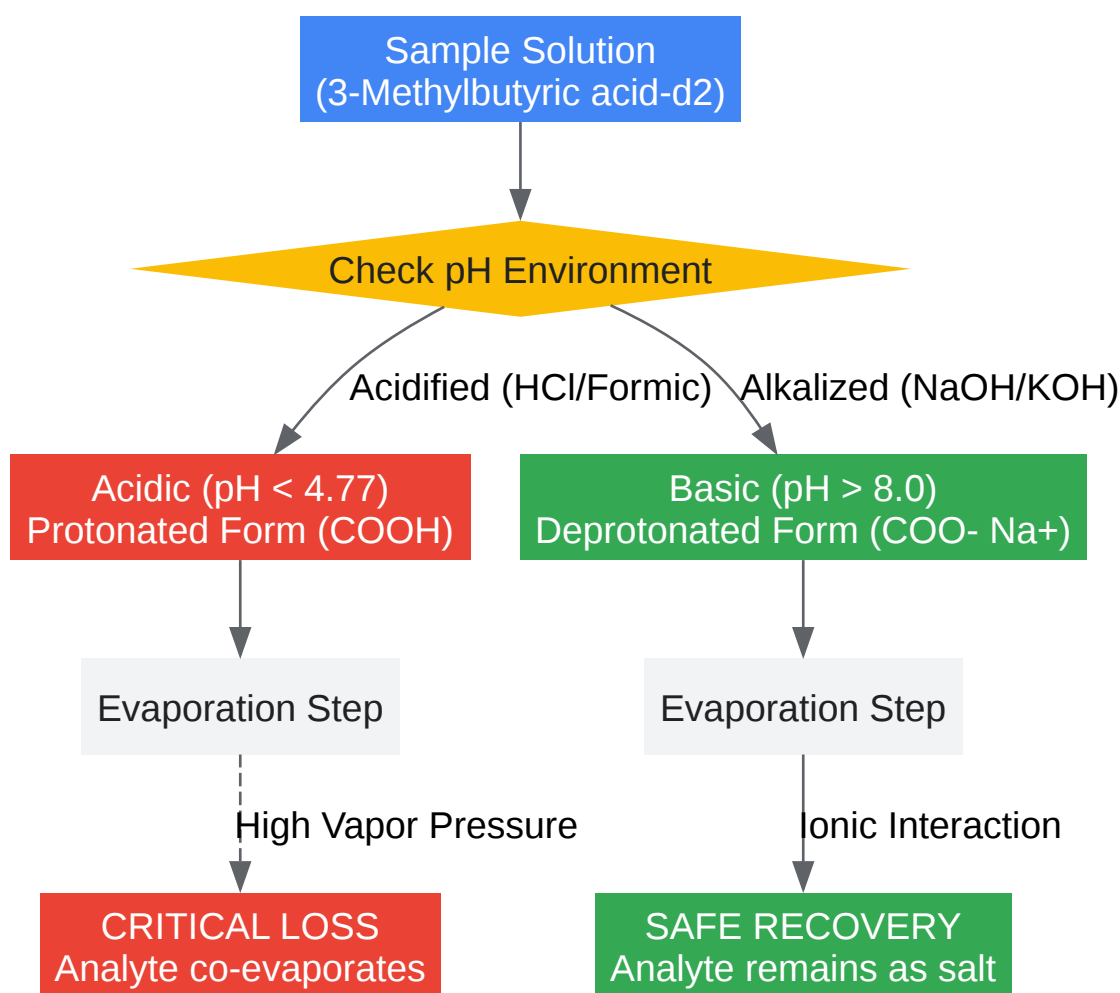 Sample Solution
(3-Methylbutyric acid-d2)
Check pH Environment
Acidified (HCl/Formic)
Alkalized (NaOH/KOH)
Acidic (pH < 4.77)
Protonated Form (COOH)
Basic (pH > 8.0)
Deprotonated Form (COO- Na+)
Evaporation Step
Evaporation Step
High Vapor Pressure
Ionic Interaction
CRITICAL LOSS
Analyte co-evaporates
SAFE RECOVERY
Analyte remains as salt